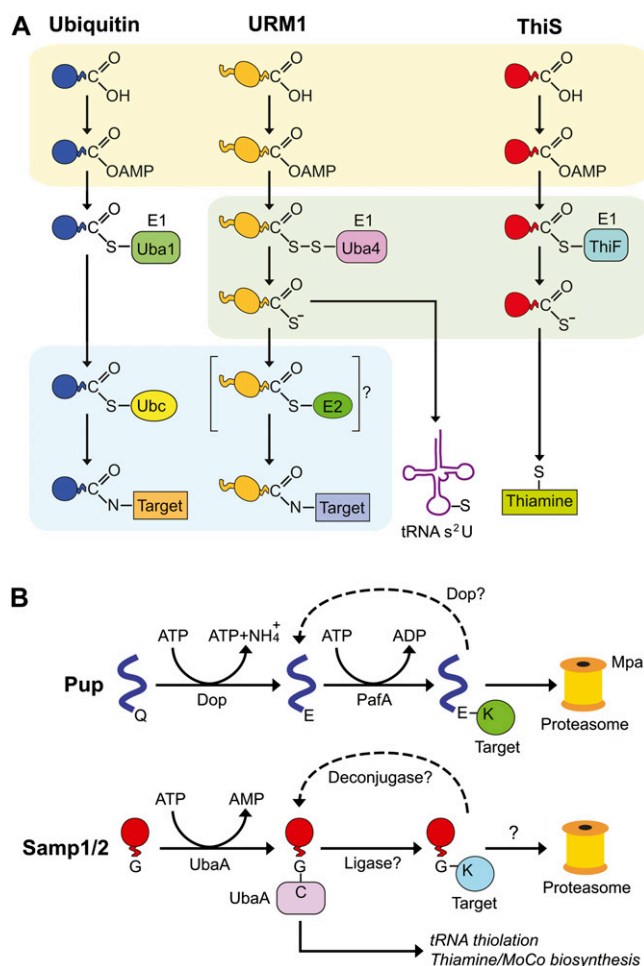 A
Ubiquitin URM1 ThiS
O O O
C C C
OH OH OH
O O O
C C C
OAMP OAMP OAMP
O E1 O E1 O E1
C C C
S Uba1 S S Uba4 S ThiF
O O
C C
S- S-
O O ?
C C
S Ubc S E2
S
O O
C C
N Target N Target S Thiamine
tRNA s2U
B
Dop?
ATP ATP+NH4+ ATP ADP
Mpa
Pup
Q Dop E PafA E K
Target Proteasome
Deconjugase?
ATP AMP
Samp1/2 ?
G UbaA G Ligase? G K
C
UbaA Target Proteasome
tRNA thiolation
Thiamine/MoCo biosynthesis